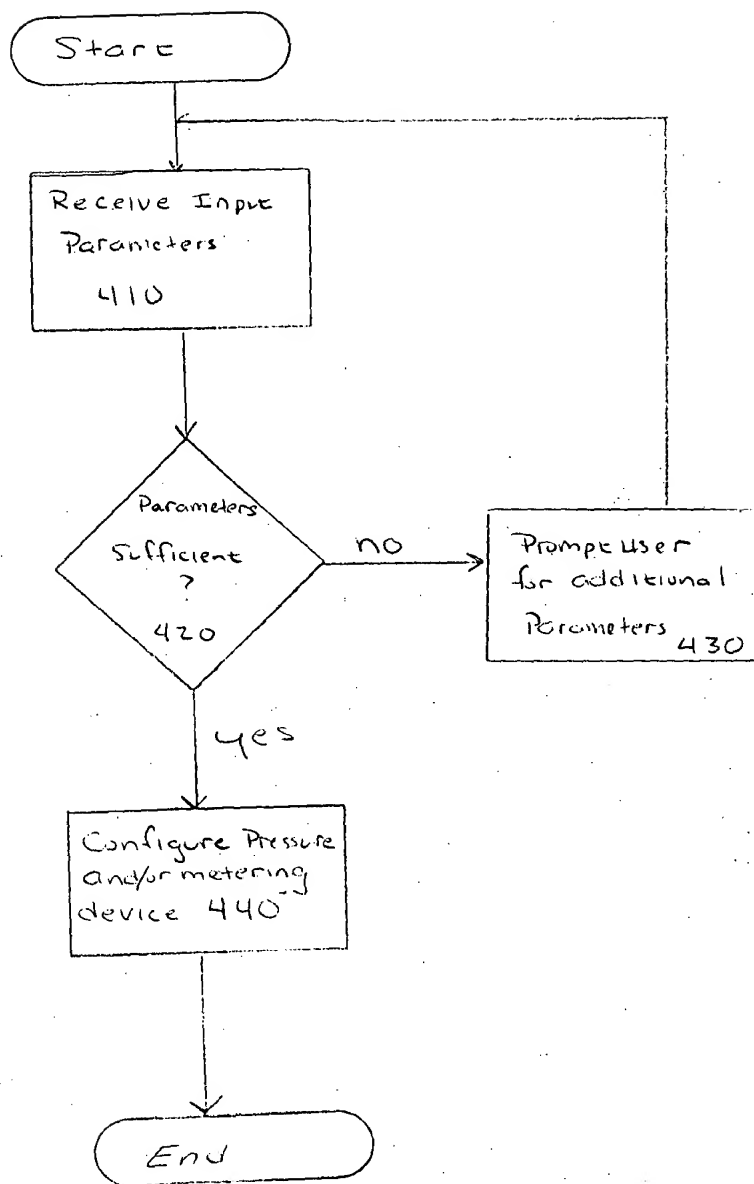 Start
Receive Input
Parameters
410
Parameters
Sufficient
?
420
no
Prompt User
for additional
Parameters 430
yes
Configure Pressure
and/or metering
device 440
End